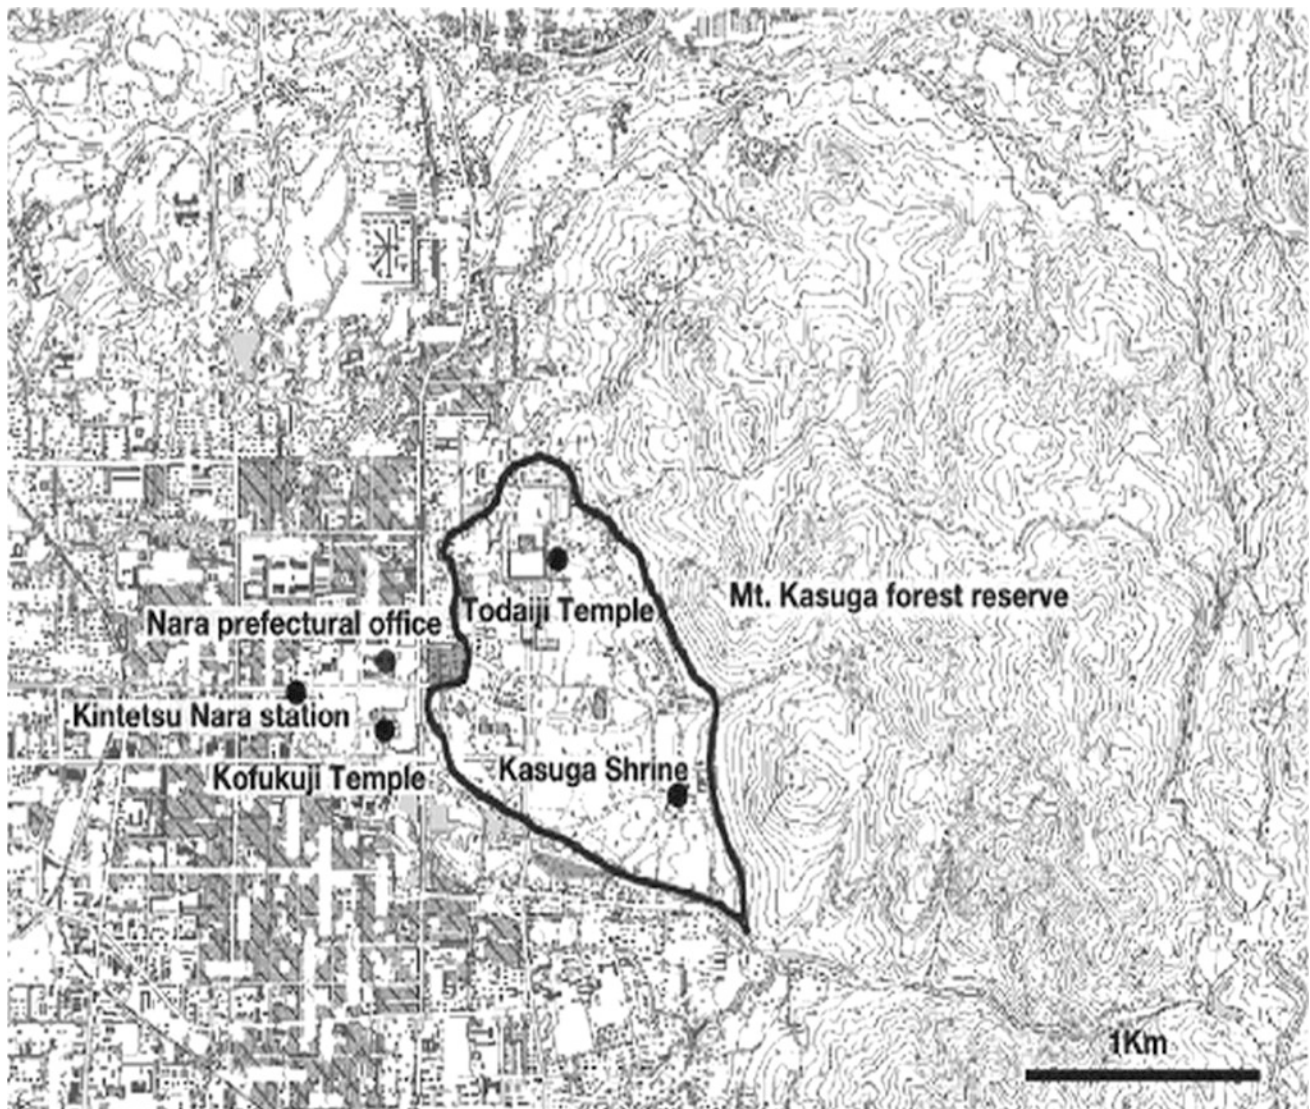 Mt. Kasuga forest reserve
Todaiji Temple
Nara prefectural office
Kintetsu Nara station
Kasuga Shrine
Kofukuji Temple
1Km